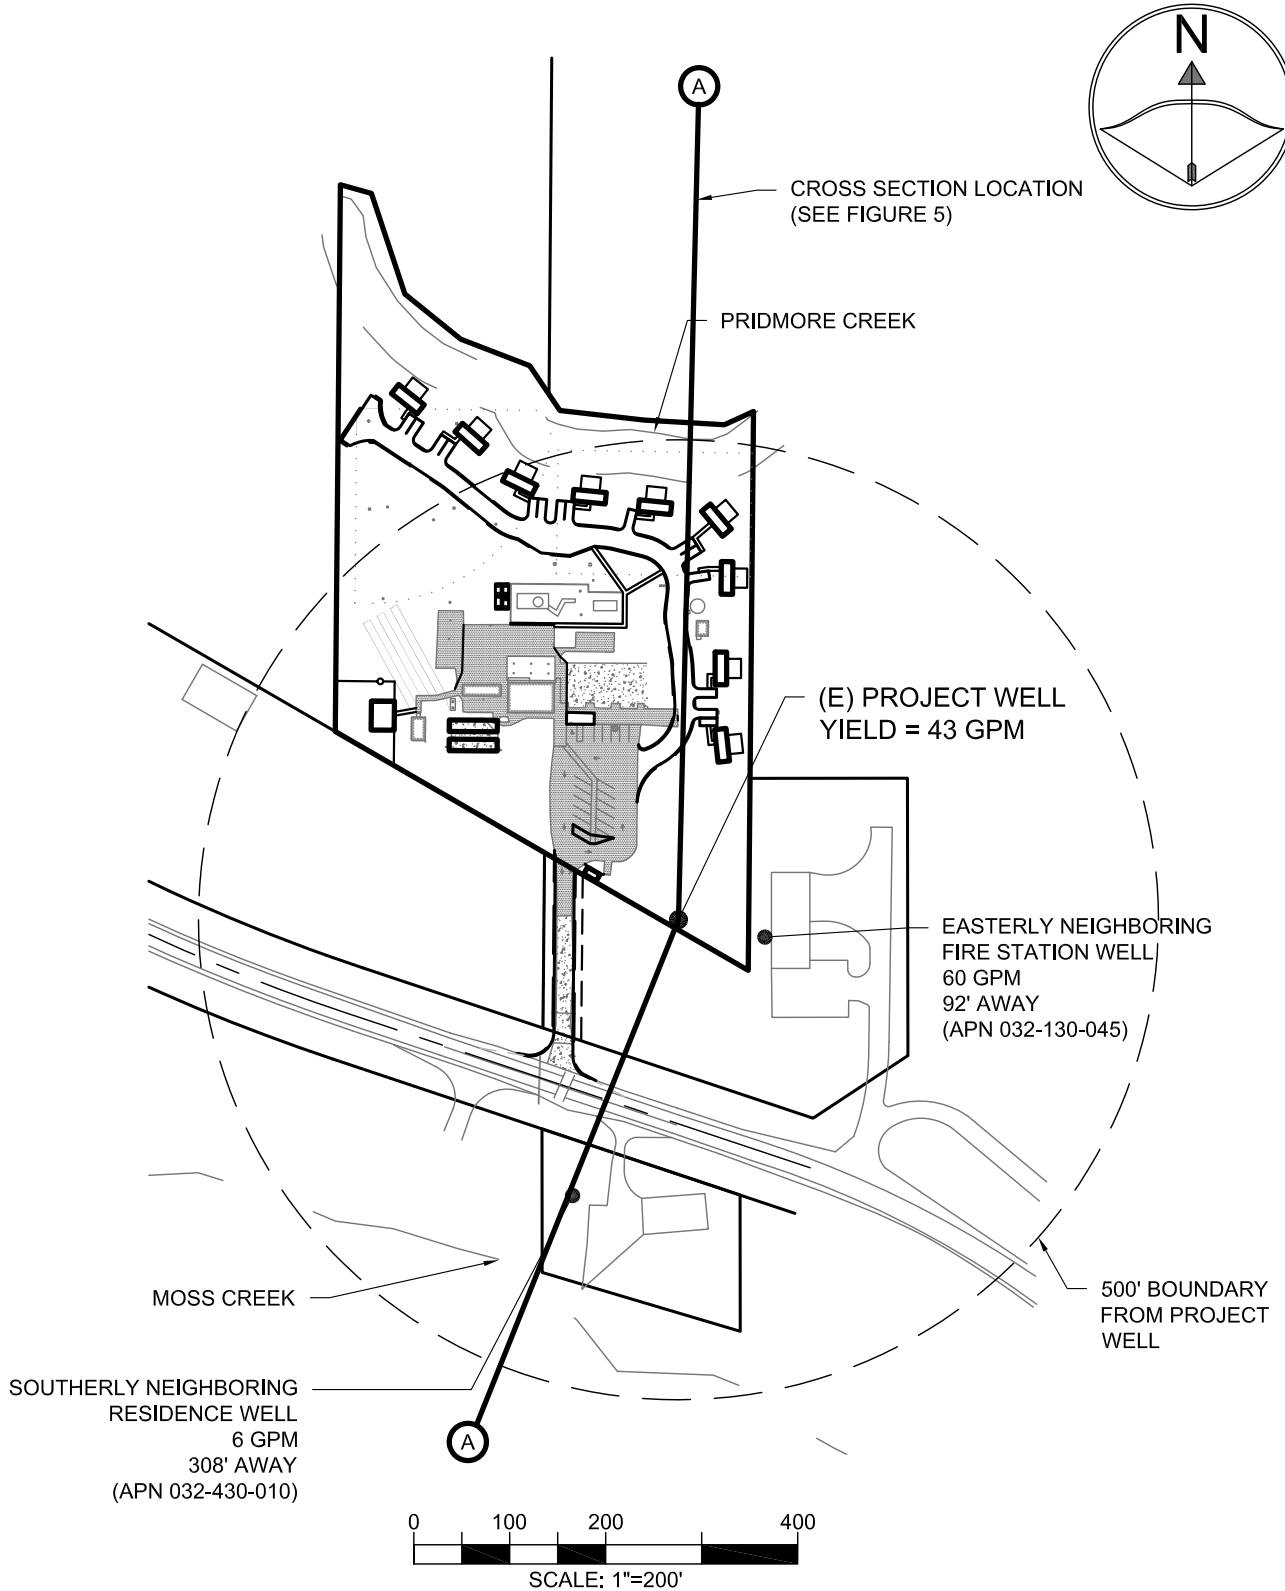 N
A
CROSS SECTION LOCATION
(SEE FIGURE 5)
PRIDMORE CREEK
(E) PROJECT WELL
YIELD = 43 GPM
EASTERLY NEIGHBORING
FIRE STATION WELL
60 GPM
92' AWAY
(APN 032-130-045)
MOSS CREEK
500' BOUNDARY
FROM PROJECT
WELL
SOUTHERLY NEIGHBORING
RESIDENCE WELL
6 GPM
308' AWAY
(APN 032-430-010)
A
0 100 200 400
SCALE: 1"=200'